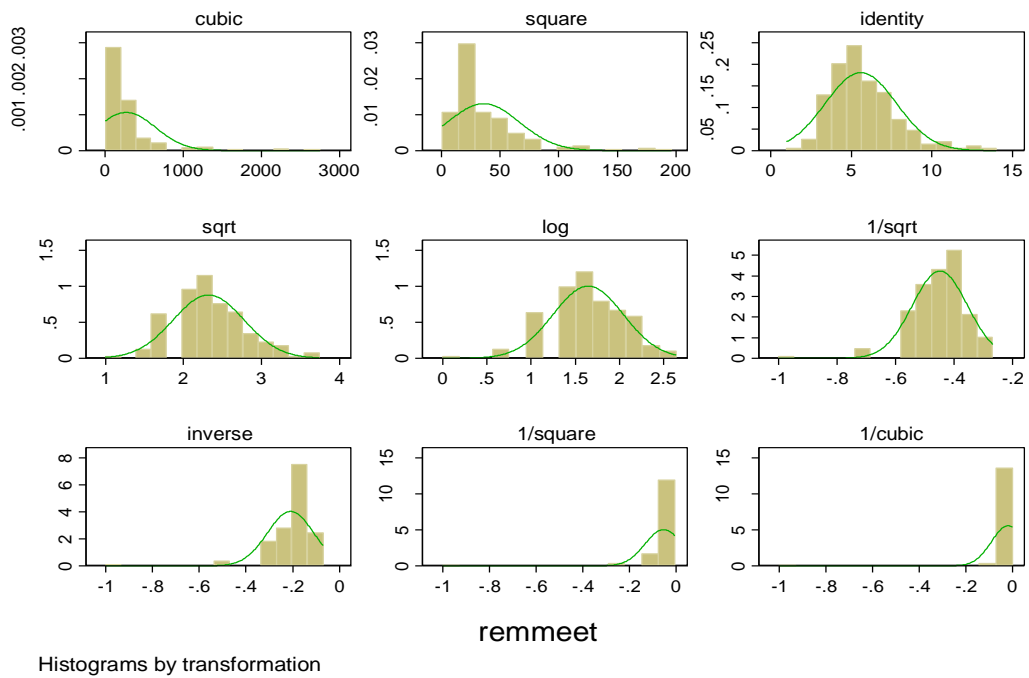 cubic square identity
.001.002.003
0
0 1000 2000 3000
.03
.02
.01
0
0 50 100 150 200
.25
.2
.15
.1
.05
0
0 5 10 15
sqrt log 1/sqrt
1.5
1
.5
0
1 2 3 4
1.5
1
.5
0
0 .5 1 1.5 2 2.5
5
4
3
2
1
0
-1 -.8 -.6 -.4 -.2
inverse 1/square 1/cubic
8
6
4
2
0
-1 -.8 -.6 -.4 -.2 0
15
10
5
0
-1 -.8 -.6 -.4 -.2 0
15
10
5
0
-1 -.8 -.6 -.4 -.2 0
remmeet
Histograms by transformation